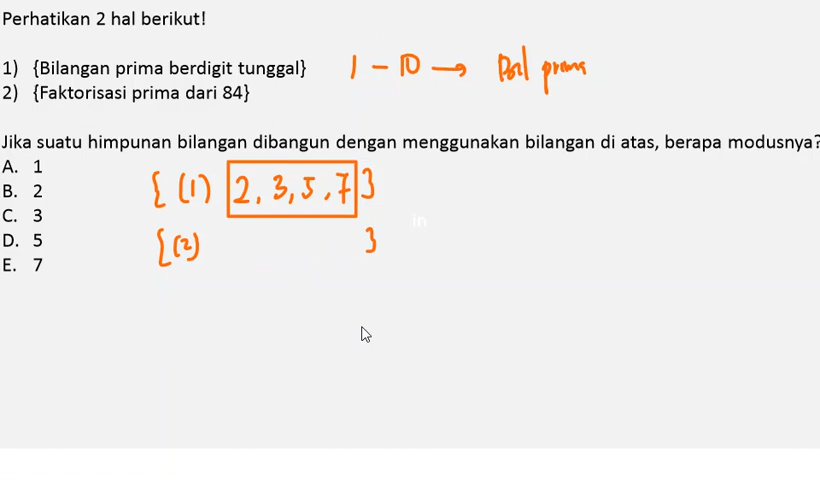 Perhatikan 2 hal berikut!
1) {Bilangan prima berdigit tunggal} 1 – 10 → Bil prima
2) {Faktorisasi prima dari 84}
Jika suatu himpunan bilangan dibangun dengan menggunakan bilangan di atas, berapa modusnya?
A. 1
B. 2
C. 3
D. 5
E. 7
{ (1) 2, 3, 5, 7 }
in
{ (2) }